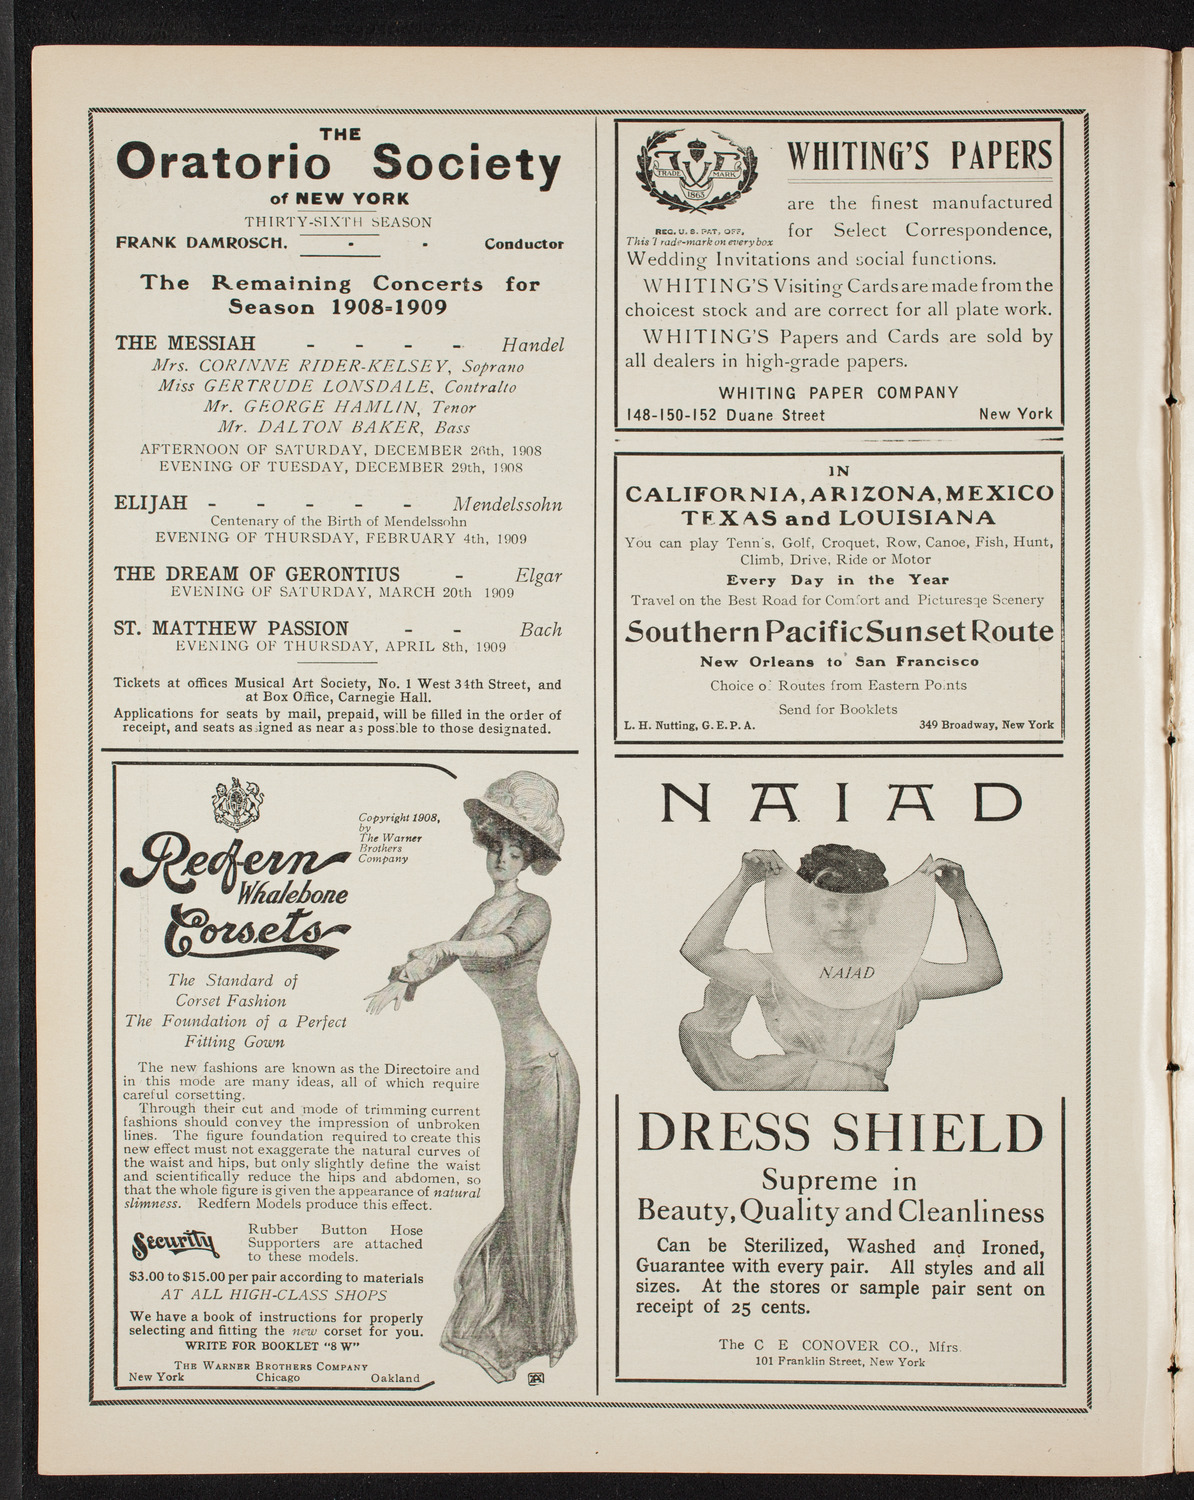 THE
Oratorio Society
of NEW YORK
THIRTY-SIXTH SEASON
FRANK DAMROSCH. - - Conductor
The Remaining Concerts for
Season 1908=1909
THE MESSIAH - - - - Handel
Mrs. CORINNE RIDER-KELSEY, Soprano
Miss GERTRUDE LONSDALE, Contralto
Mr. GEORGE HAMLIN, Tenor
Mr. DALTON BAKER, Bass
AFTERNOON OF SATURDAY, DECEMBER 26th, 1908
EVENING OF TUESDAY, DECEMBER 29th, 1908
ELIJAH - - - - - Mendelssohn
Centenary of the Birth of Mendelssohn
EVENING OF THURSDAY, FEBRUARY 4th, 1909
THE DREAM OF GERONTIUS - Elgar
EVENING OF SATURDAY, MARCH 20th 1909
ST. MATTHEW PASSION - - Bach
EVENING OF THURSDAY, APRIL 8th, 1909
Tickets at offices Musical Art Society, No. 1 West 34th Street, and
at Box Office, Carnegie Hall.
Applications for seats by mail, prepaid, will be filled in the order of
receipt, and seats assigned as near as possible to those designated.
Redfern
Whalebone
Corsets
Copyright 1908,
by
The Warner
Brothers
Company
The Standard of
Corset Fashion
The Foundation of a Perfect
Fitting Gown
The new fashions are known as the Directoire and
in this mode are many ideas, all of which require
careful corsetting.
Through their cut and mode of trimming current
fashions should convey the impression of unbroken
lines. The figure foundation required to create this
new effect must not exaggerate the natural curves of
the waist and hips, but only slightly define the waist
and scientifically reduce the hips and abdomen, so
that the whole figure is given the appearance of natural
slimness. Redfern Models produce this effect.
Security
Rubber Button Hose
Supporters are attached
to these models.
$3.00 to $15.00 per pair according to materials
AT ALL HIGH-CLASS SHOPS
We have a book of instructions for properly
selecting and fitting the new corset for you.
WRITE FOR BOOKLET "8 W"
THE WARNER BROTHERS COMPANY
New York Chicago Oakland
TRADE MARK
1865
REG. U. S. PAT. OFF.
This Trade-mark on every box
WHITING'S PAPERS
are the finest manufactured
for Select Correspondence,
Wedding Invitations and social functions.
WHITING'S Visiting Cards are made from the
choicest stock and are correct for all plate work.
WHITING'S Papers and Cards are sold by
all dealers in high-grade papers.
WHITING PAPER COMPANY
148-150-152 Duane Street New York
IN
CALIFORNIA, ARIZONA, MEXICO
TEXAS and LOUISIANA
You can play Tennis, Golf, Croquet, Row, Canoe, Fish, Hunt,
Climb, Drive, Ride or Motor
Every Day in the Year
Travel on the Best Road for Comfort and Picturesqe Scenery
Southern Pacific Sunset Route
New Orleans to San Francisco
Choice of Routes from Eastern Points
Send for Booklets
L. H. Nutting, G. E. P. A. 349 Broadway, New York
NAIAD
NAIAD
DRESS SHIELD
Supreme in
Beauty, Quality and Cleanliness
Can be Sterilized, Washed and Ironed,
Guarantee with every pair. All styles and all
sizes. At the stores or sample pair sent on
receipt of 25 cents.
The C E CONOVER CO., Mfrs.
101 Franklin Street, New York